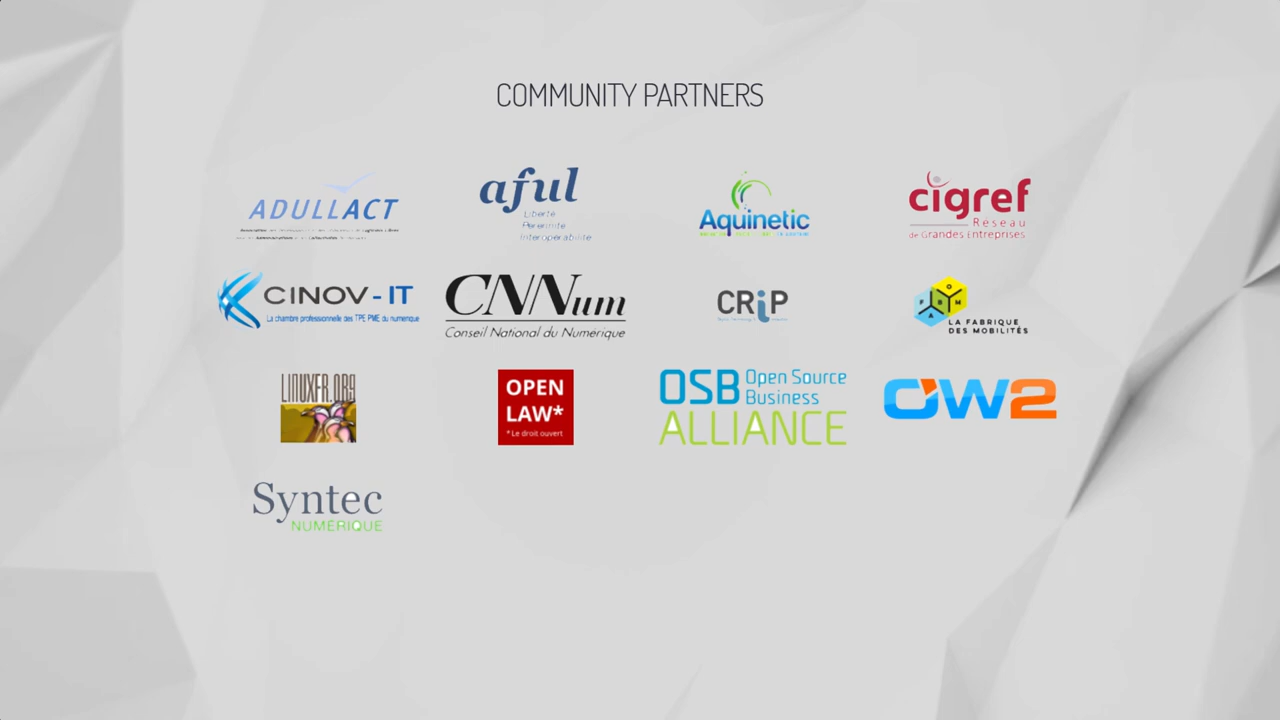 COMMUNITY PARTNERS
ADULLACT
aful
Liberté
Pérennité
Interopérabilité
Aquinetic
cigref
Réseau
de Grandes Entreprises
CINOV-IT
La chambre professionnelle des TPE PME du numérique
CNNum
Conseil National du Numérique
CRiP
LA FABRIQUE
DES MOBILITÉS
LINUXFR.ORG
OPEN
LAW*
* Le droit ouvert
OSB Open Source
Business
ALLIANCE
OW2
Syntec
NUMÉRIQUE